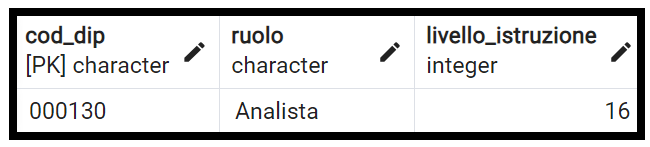 cod_dip ruolo livello_istruzione
[PK] character character integer
000130 Analista 16